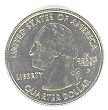 UNITED STATES OF AMERICA
LIBERTY
QUARTER DOLLAR